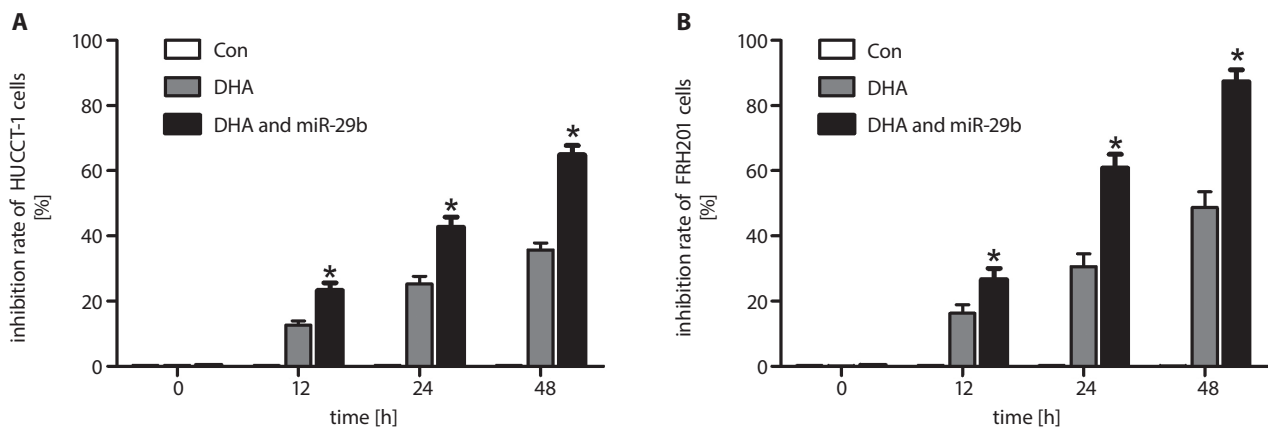 A
inhibition rate of HUCCT-1 cells
[%]
100
80
60
40
20
0
Con
DHA
DHA and miR-29b
*
*
*
0
12
24
48
time [h]
B
inhibition rate of FRH201 cells
[%]
100
80
60
40
20
0
Con
DHA
DHA and miR-29b
*
*
*
0
12
24
48
time [h]